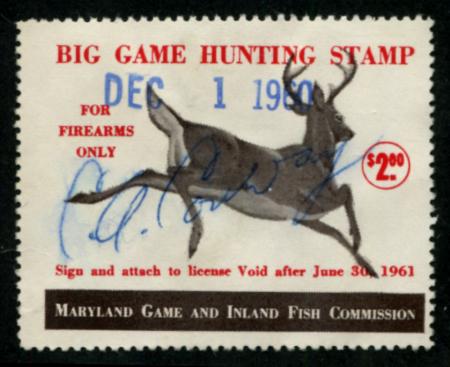 BIG GAME HUNTING STAMP
DEC 1 1960
FOR
FIREARMS
ONLY
$2.00
C. A. Conway
Sign and attach to license Void after June 30, 1961
MARYLAND GAME AND INLAND FISH COMMISSION